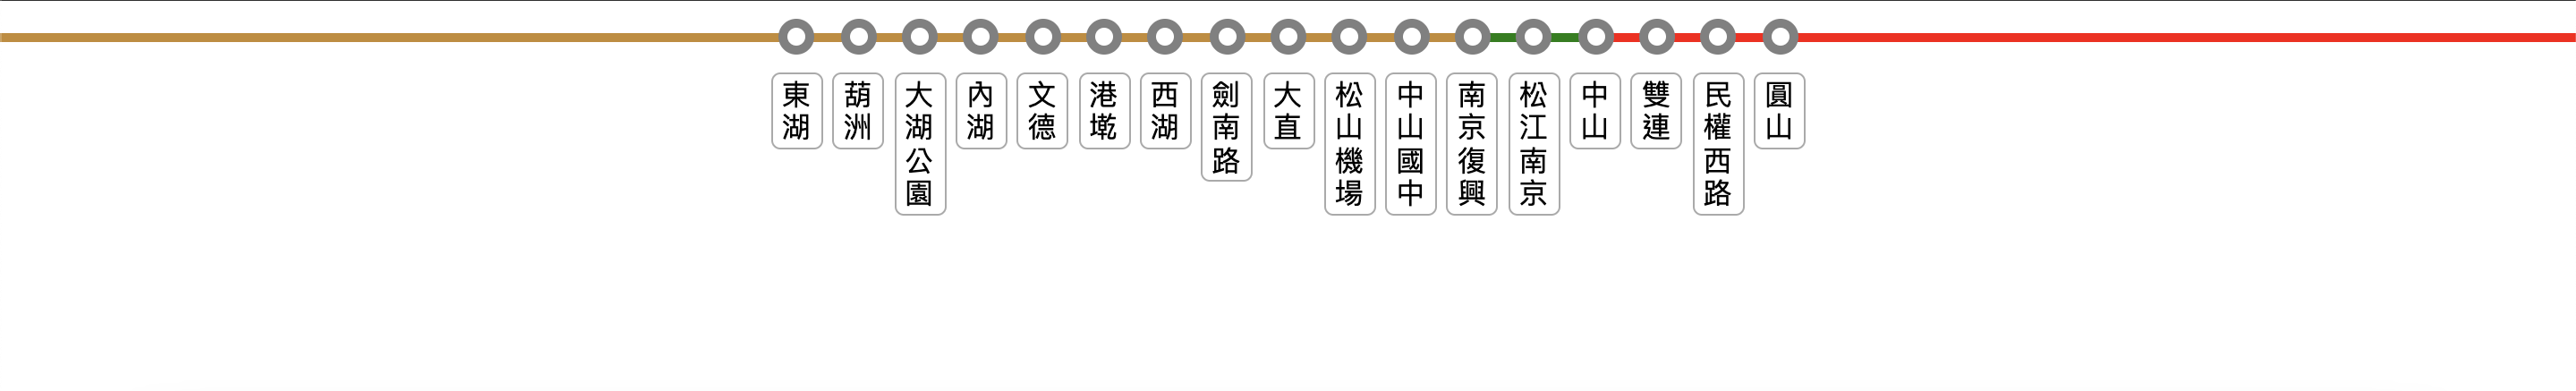 東湖
葫洲
大湖公園
內湖
文德
港墘
西湖
劍南路
大直
松山機場
中山國中
南京復興
松江南京
中山
雙連
民權西路
圓山